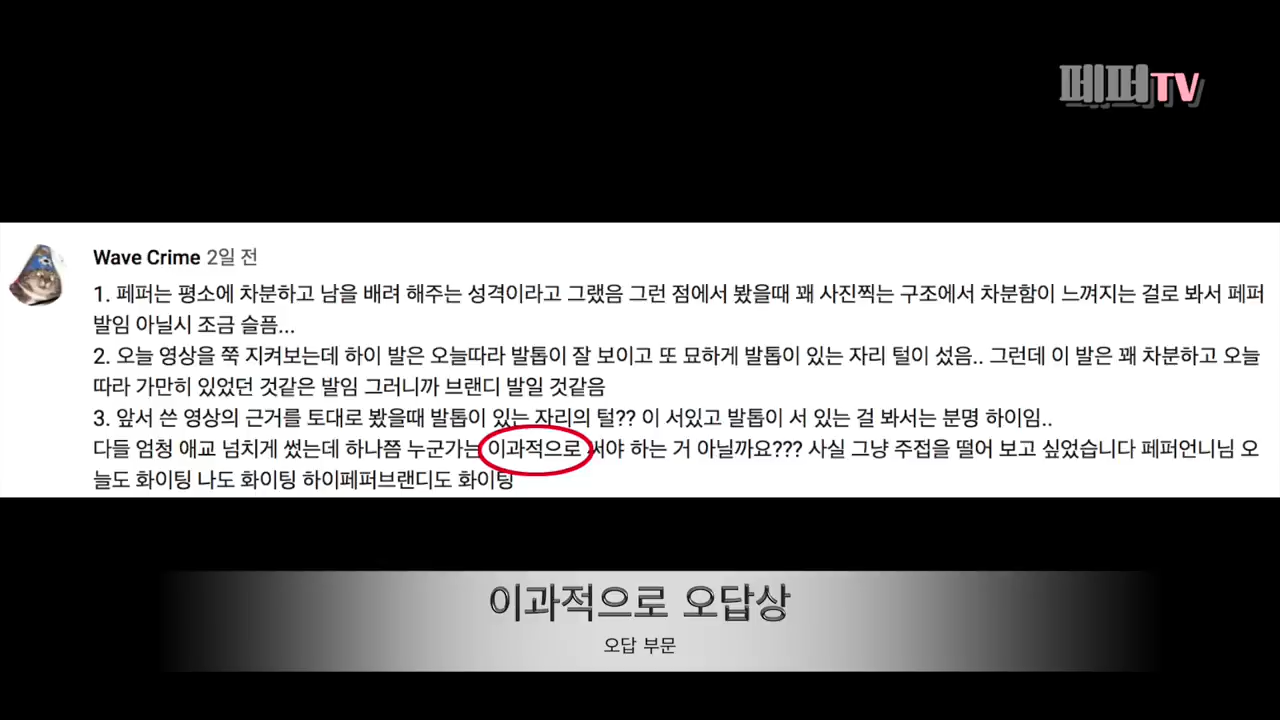 페퍼TV
Wave Crime 2일 전
1. 페퍼는 평소에 차분하고 남을 배려 해주는 성격이라고 그랬음 그런 점에서 봤을때 꽤 사진찍는 구조에서 차분함이 느껴지는 걸로 봐서 페퍼
발임 아닐시 조금 슬픔...
2. 오늘 영상을 쭉 지켜보는데 하이 발은 오늘따라 발톱이 잘 보이고 또 묘하게 발톱이 있는 자리 털이 섰음.. 그런데 이 발은 꽤 차분하고 오늘
따라 가만히 있었던 것같은 발임 그러니까 브랜디 발일 것같음
3. 앞서 쓴 영상의 근거를 토대로 봤을때 발톱이 있는 자리의 털?? 이 서있고 발톱이 서 있는 걸 봐서는 분명 하이임..
다들 엄청 애교 넘치게 썼는데 하나쯤 누군가는 이과적으로 써야 하는 거 아닐까요??? 사실 그냥 주접을 떨어 보고 싶었습니다 페퍼언니님 오
늘도 화이팅 나도 화이팅 하이페퍼브랜디도 화이팅
이과적으로 오답상
오답 부문